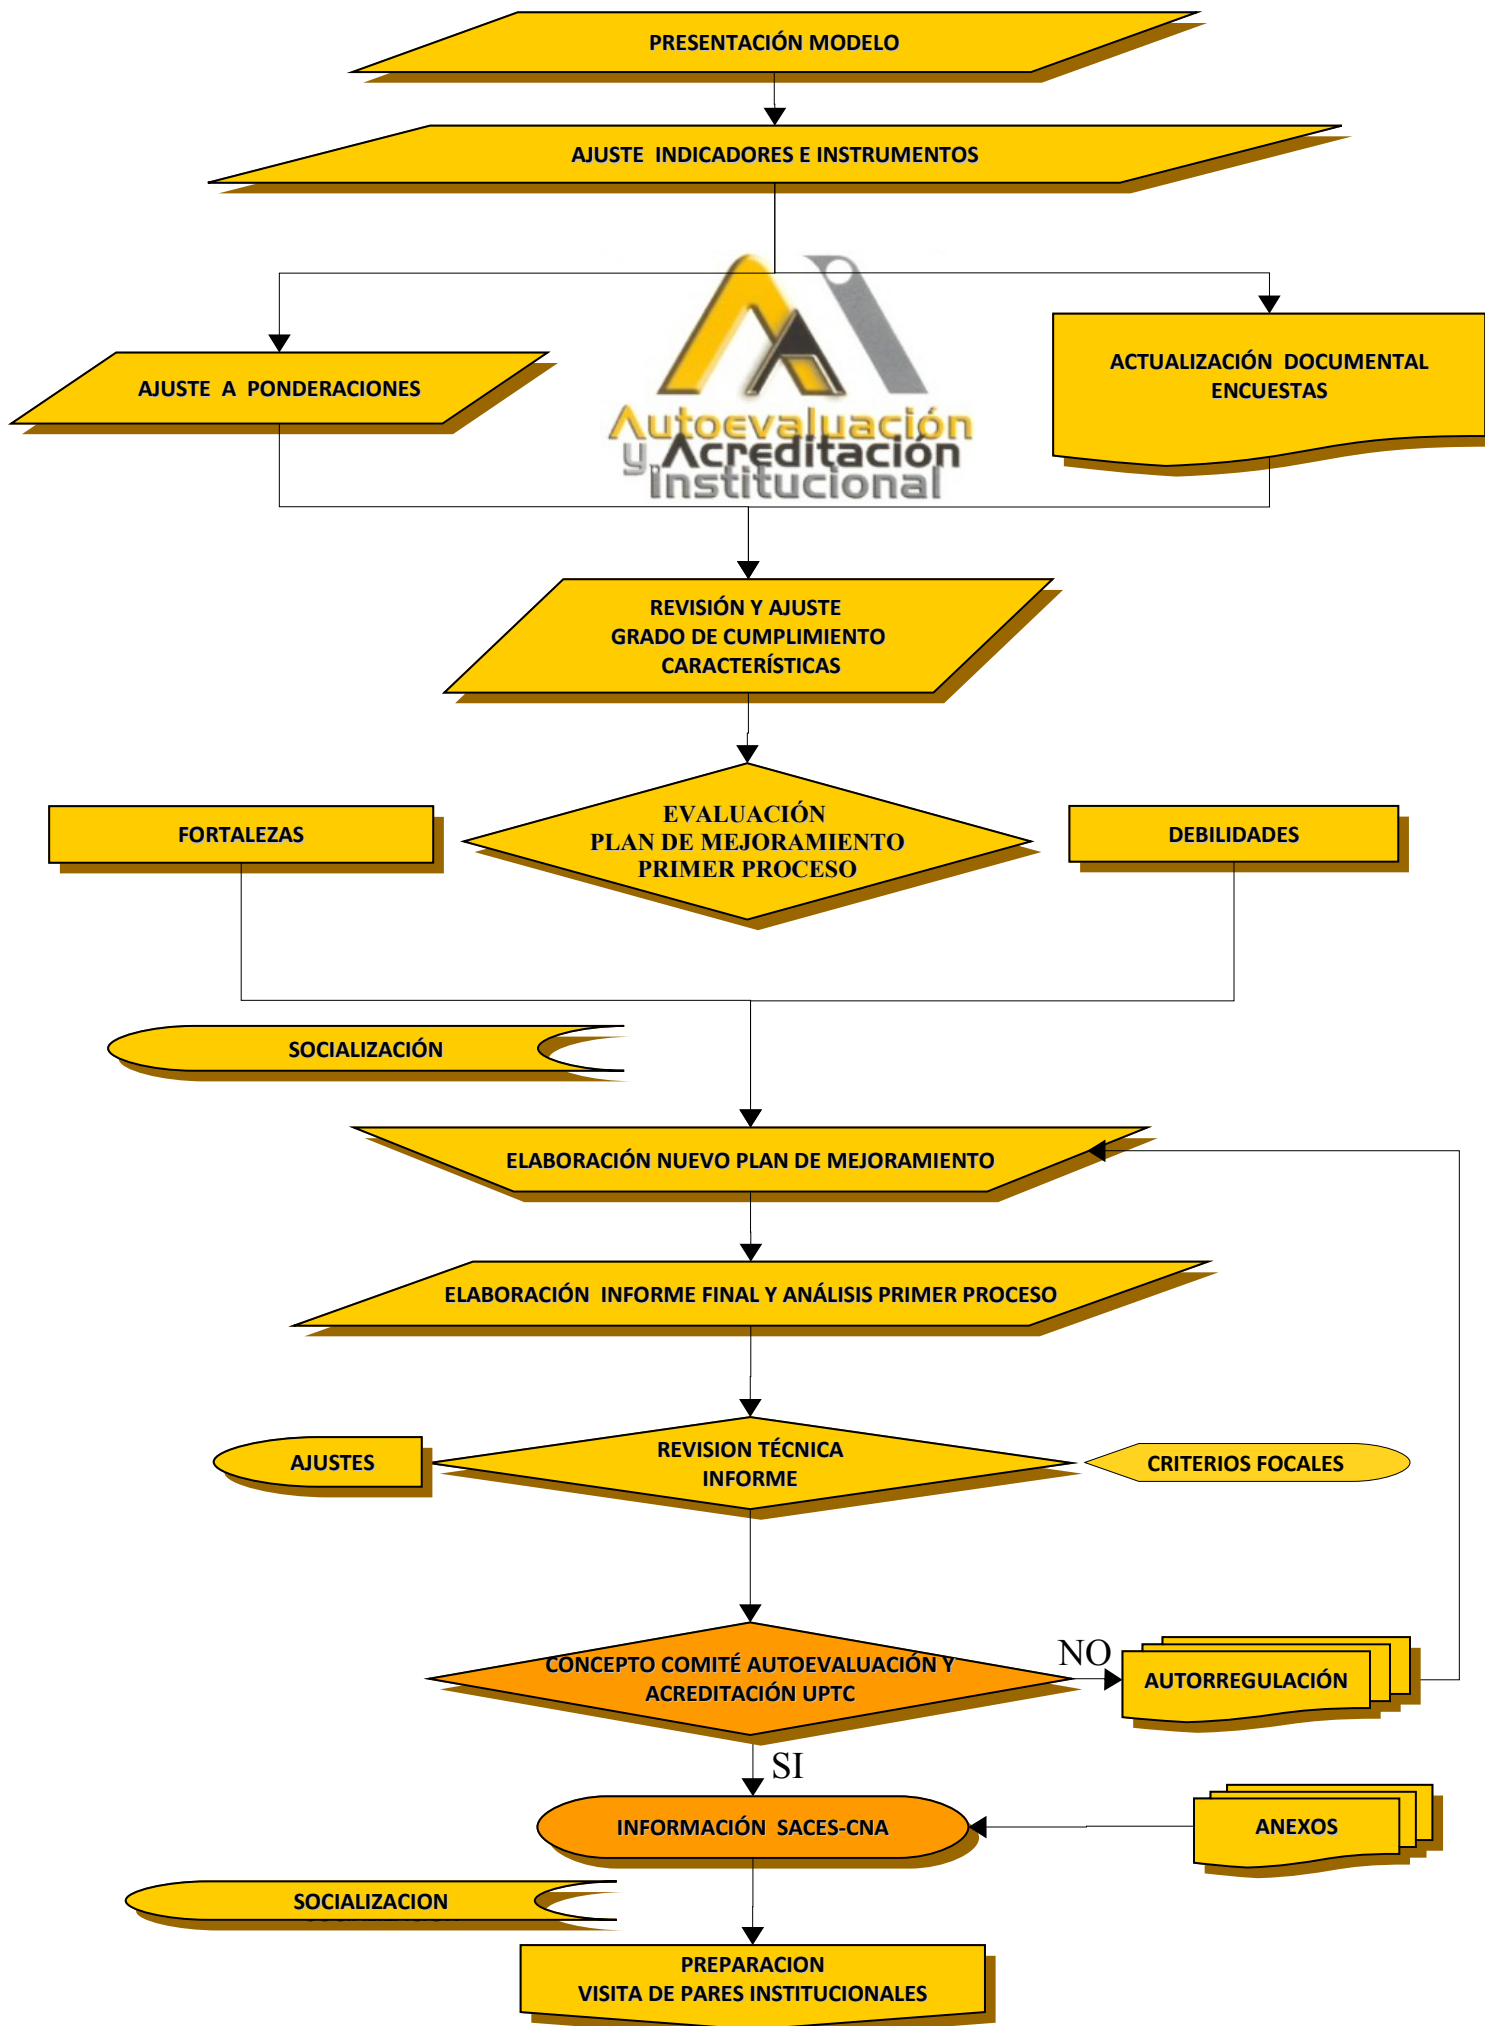 PRESENTACIÓN MODELO
AJUSTE INDICADORES E INSTRUMENTOS
AJUSTE A PONDERACIONES
Autoevaluación
y Acreditación
Institucional
ACTUALIZACIÓN DOCUMENTAL
ENCUESTAS
REVISIÓN Y AJUSTE
GRADO DE CUMPLIMIENTO
CARACTERÍSTICAS
FORTALEZAS
EVALUACIÓN
PLAN DE MEJORAMIENTO
PRIMER PROCESO
DEBILIDADES
SOCIALIZACIÓN
ELABORACIÓN NUEVO PLAN DE MEJORAMIENTO
ELABORACIÓN INFORME FINAL Y ANÁLISIS PRIMER PROCESO
AJUSTES
REVISION TÉCNICA
INFORME
CRITERIOS FOCALES
CONCEPTO COMITÉ AUTOEVALUACIÓN Y
ACREDITACIÓN UPTC
NO
AUTORREGULACIÓN
SI
INFORMACIÓN SACES-CNA
ANEXOS
SOCIALIZACION
PREPARACION
VISITA DE PARES INSTITUCIONALES